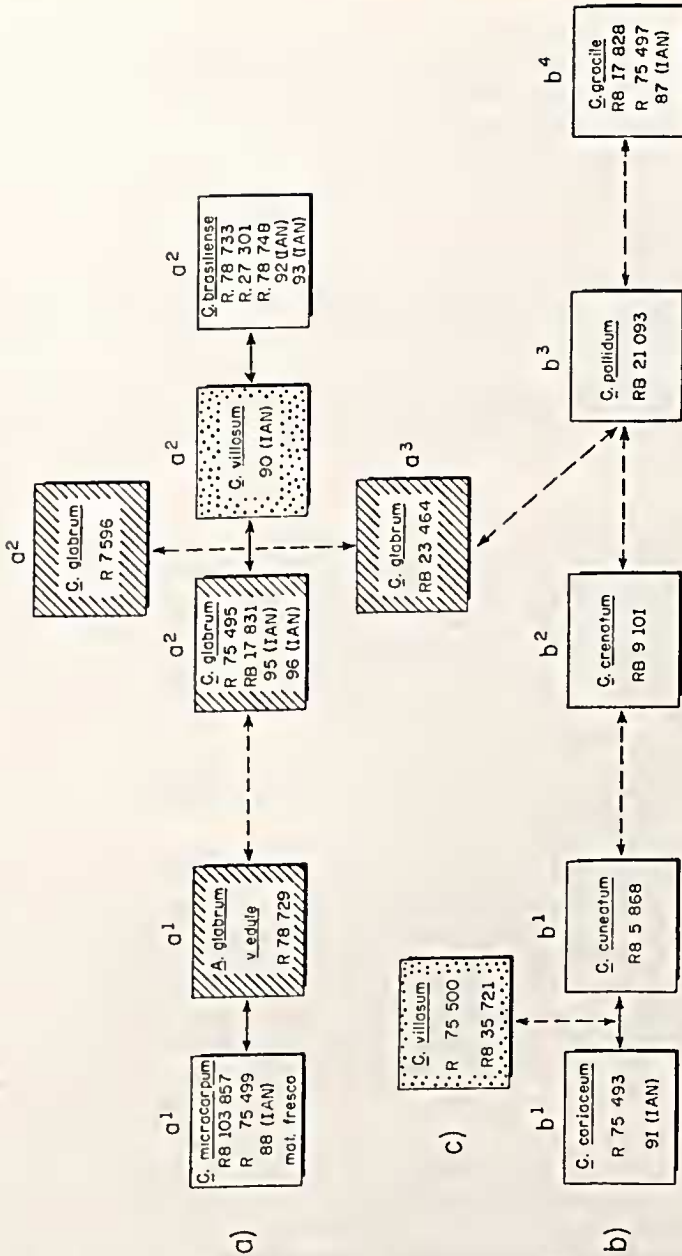 a)
a¹
C. microcarpum
RB 103 857
R 75 499
88 (IAN)
mat. fresco
a¹
A. glabrum
v. edule
R 78 729
a²
C. glabrum
R 75 495
RB 17 831
95 (IAN)
96 (IAN)
a²
C. glabrum
R 7 596
a²
C. villosum
90 (IAN)
a²
C. brasiliense
R. 78 733
R. 27 301
R. 78 748
92 (IAN)
93 (IAN)
a³
C. glabrum
RB 23 464
c)
C. villosum
R 75 500
RB 35 721
b)
b¹
C. coriaceum
R 75 493
91 (IAN)
b¹
C. cuneatum
RB 5 868
b²
C. crenatum
RB 9 101
b³
C. pallidum
RB 21 093
b⁴
C. gracile
RB 17 828
R 75 497
87 (IAN)